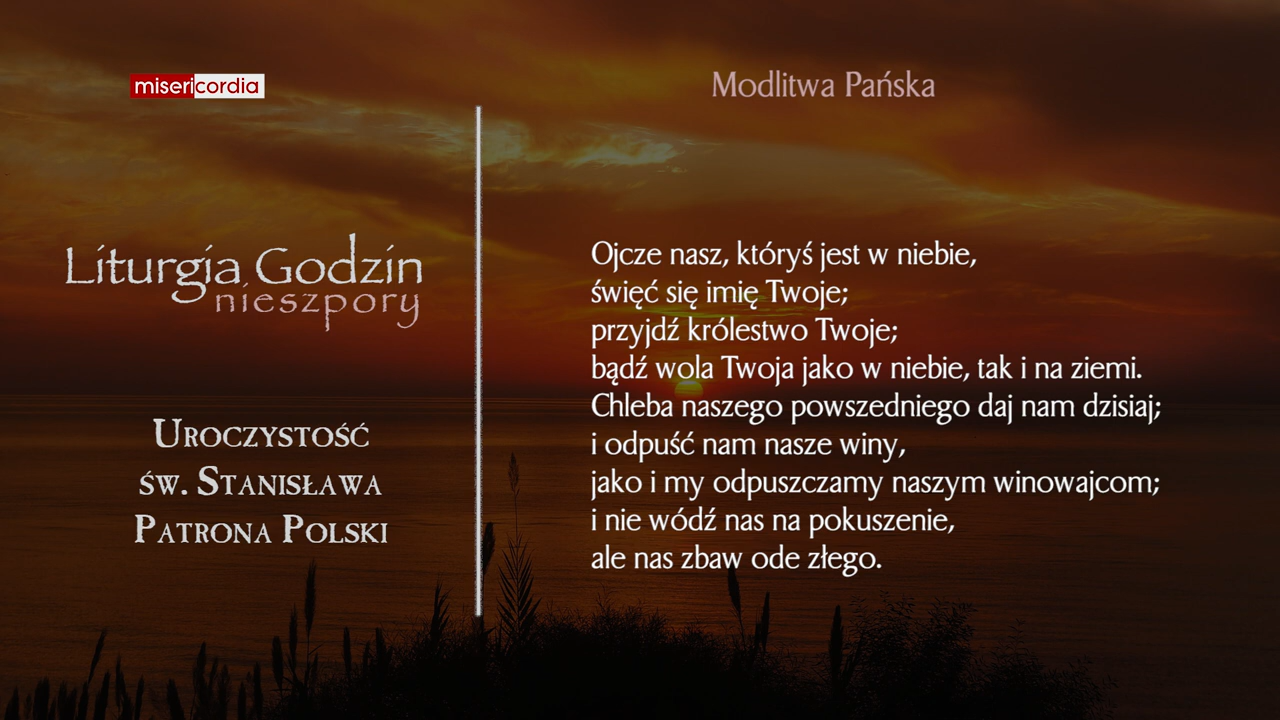 misericordia
Liturgia Godzin
nieszpory
Uroczystość
św. Stanisława
Patrona Polski
Modlitwa Pańska
Ojcze nasz, któryś jest w niebie,
święć się imię Twoje;
przyjdź królestwo Twoje;
bądź wola Twoja jako w niebie, tak i na ziemi.
Chleba naszego powszedniego daj nam dzisiaj;
i odpuść nam nasze winy,
jako i my odpuszczamy naszym winowajcom;
i nie wódź nas na pokuszenie,
ale nas zbaw ode złego.